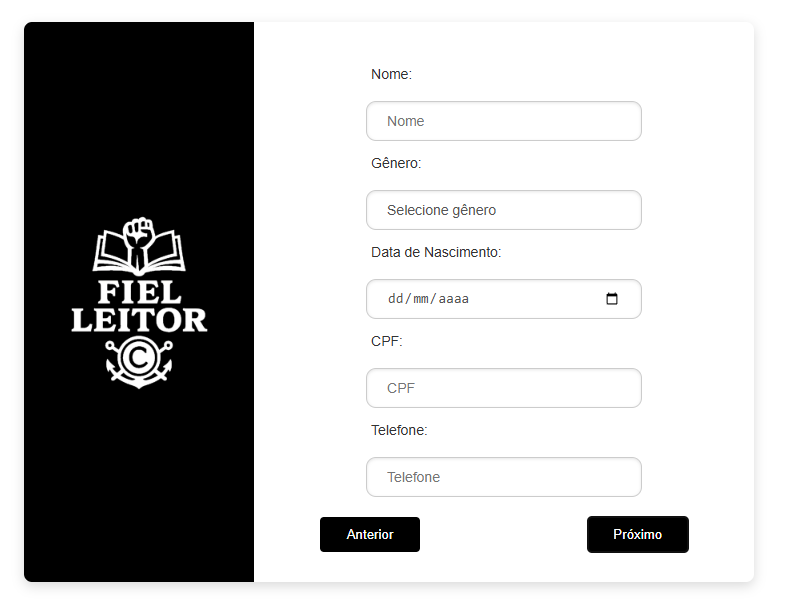 FIEL
LEITOR
C
Nome:
Nome
Gênero:
Selecione gênero
Data de Nascimento:
dd/mm/aaaa
CPF:
CPF
Telefone:
Telefone
Anterior
Próximo